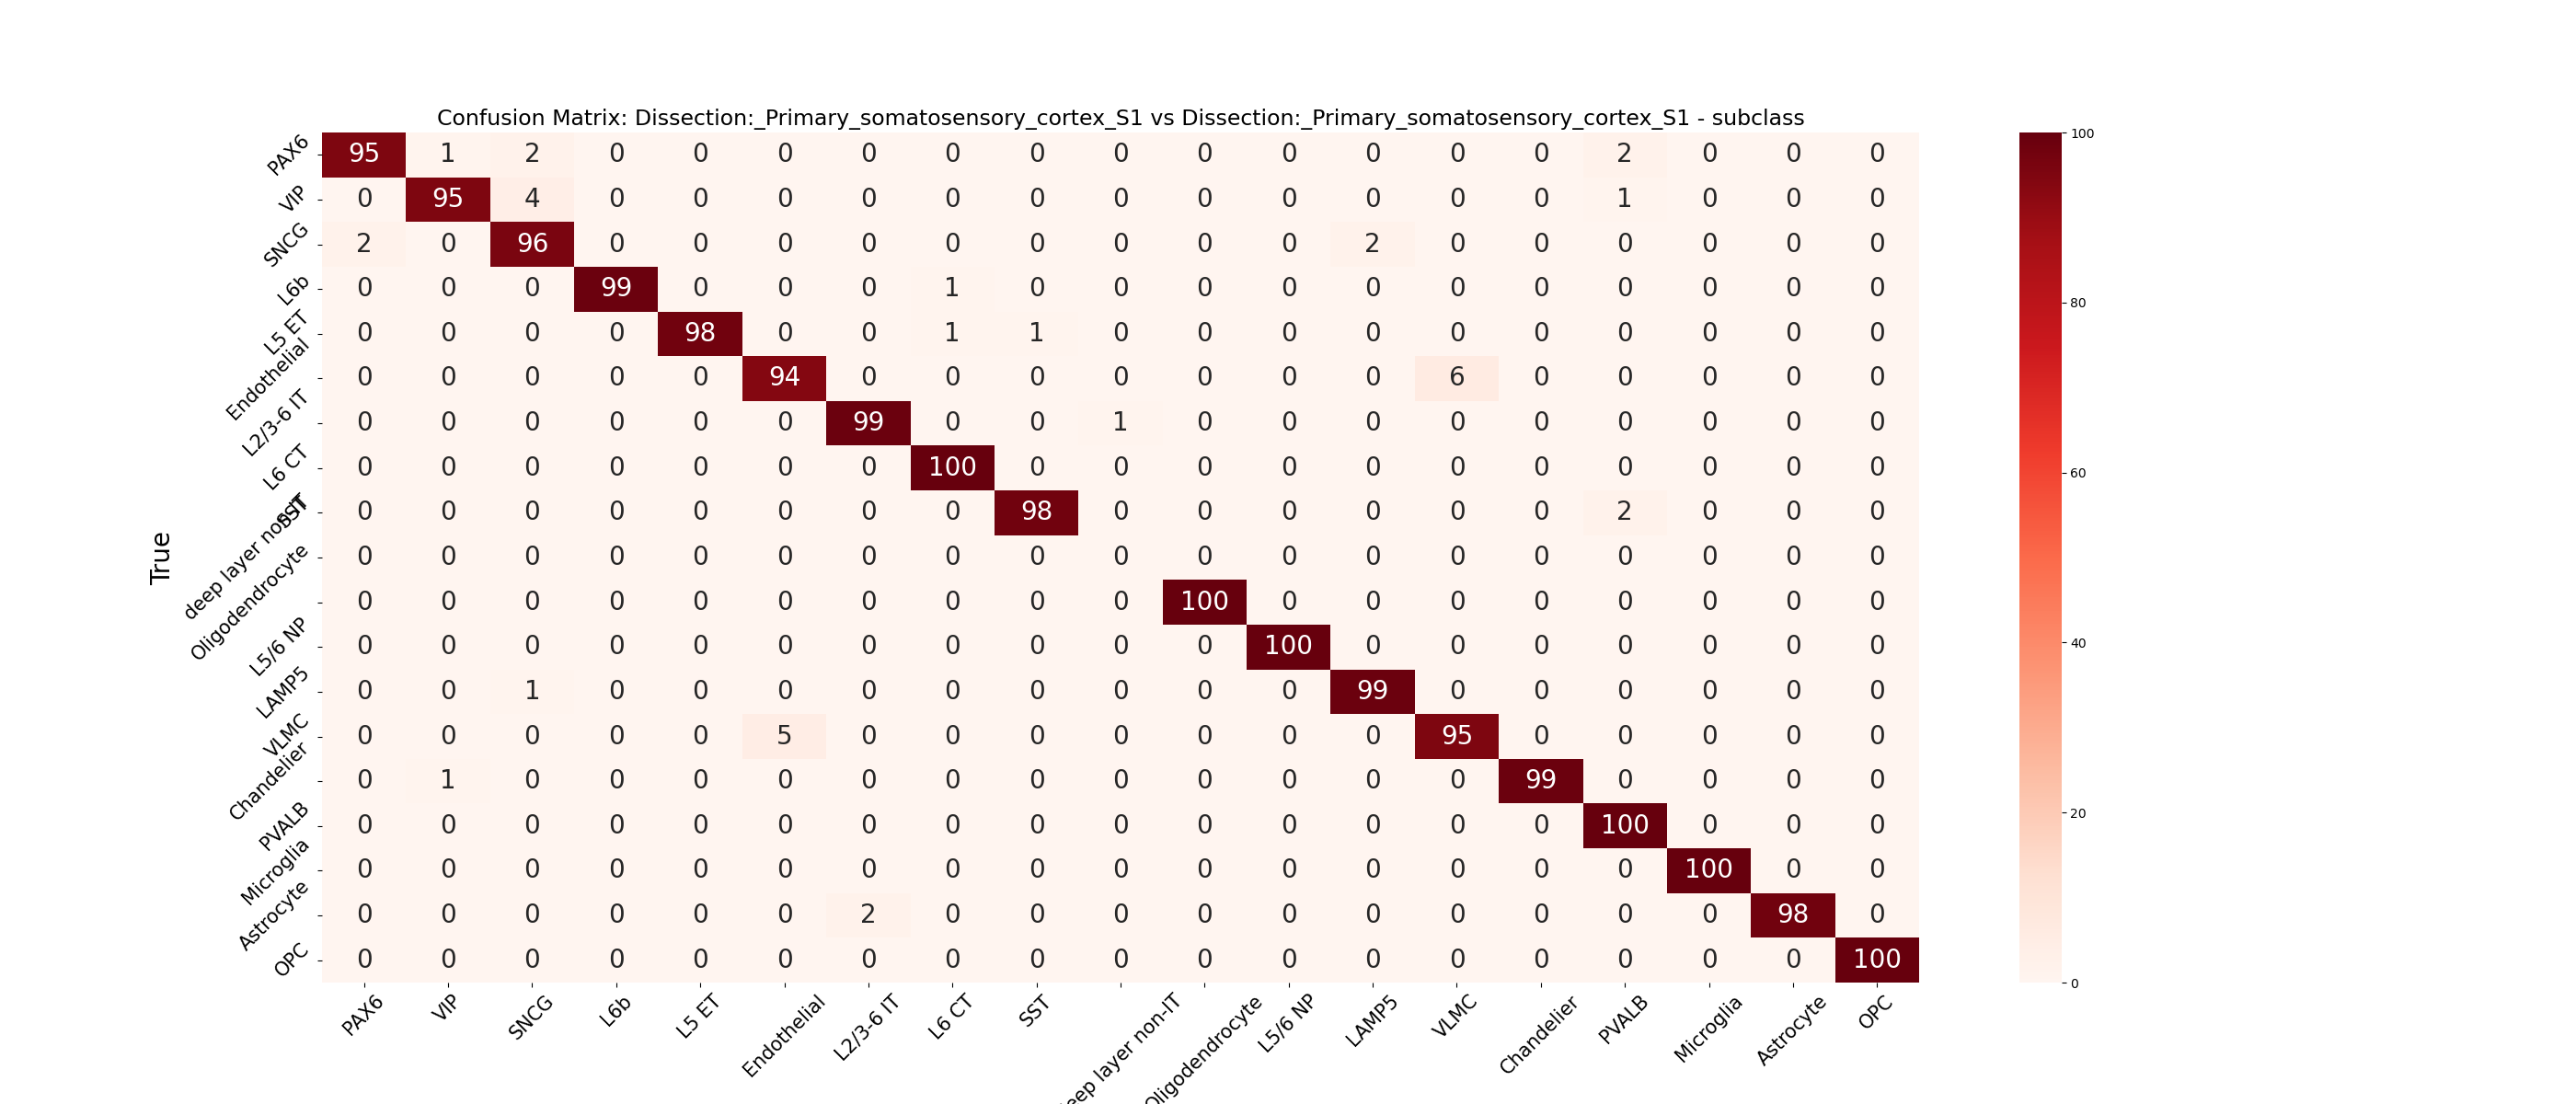 Confusion Matrix: Dissection:_Primary_somatosensory_cortex_S1 vs Dissection:_Primary_somatosensory_cortex_S1 - subclass
PAX6 95 1 2 0 0 0 0 0 0 0 0 0 0 0 0 2 0 0 0
VIP 0 95 4 0 0 0 0 0 0 0 0 0 0 0 0 1 0 0 0
SNCG 2 0 96 0 0 0 0 0 0 0 0 0 2 0 0 0 0 0 0
L6b 0 0 0 99 0 0 0 1 0 0 0 0 0 0 0 0 0 0 0
L5 ET 0 0 0 0 98 0 0 1 1 0 0 0 0 0 0 0 0 0 0
Endothelial 0 0 0 0 0 94 0 0 0 0 0 0 0 6 0 0 0 0 0
L2/3-6 IT 0 0 0 0 0 0 99 0 0 1 0 0 0 0 0 0 0 0 0
L6 CT 0 0 0 0 0 0 0 100 0 0 0 0 0 0 0 0 0 0 0
SST 0 0 0 0 0 0 0 0 98 0 0 0 0 0 0 2 0 0 0
deep layer non-IT 0 0 0 0 0 0 0 0 0 0 0 0 0 0 0 0 0 0 0
Oligodendrocyte 0 0 0 0 0 0 0 0 0 0 100 0 0 0 0 0 0 0 0
L5/6 NP 0 0 0 0 0 0 0 0 0 0 0 100 0 0 0 0 0 0 0
LAMP5 0 0 1 0 0 0 0 0 0 0 0 0 99 0 0 0 0 0 0
VLMC 0 0 0 0 0 5 0 0 0 0 0 0 0 95 0 0 0 0 0
Chandelier 0 1 0 0 0 0 0 0 0 0 0 0 0 0 99 0 0 0 0
PVALB 0 0 0 0 0 0 0 0 0 0 0 0 0 0 0 100 0 0 0
Microglia 0 0 0 0 0 0 0 0 0 0 0 0 0 0 0 0 100 0 0
Astrocyte 0 0 0 0 0 0 2 0 0 0 0 0 0 0 0 0 0 98 0
OPC 0 0 0 0 0 0 0 0 0 0 0 0 0 0 0 0 0 0 100
True
PAX6 VIP SNCG L6b L5 ET Endothelial L2/3-6 IT L6 CT SST eep layer non-IT Oligodendrocyte L5/6 NP LAMP5 VLMC Chandelier PVALB Microglia Astrocyte OPC
100
80
60
40
20
0